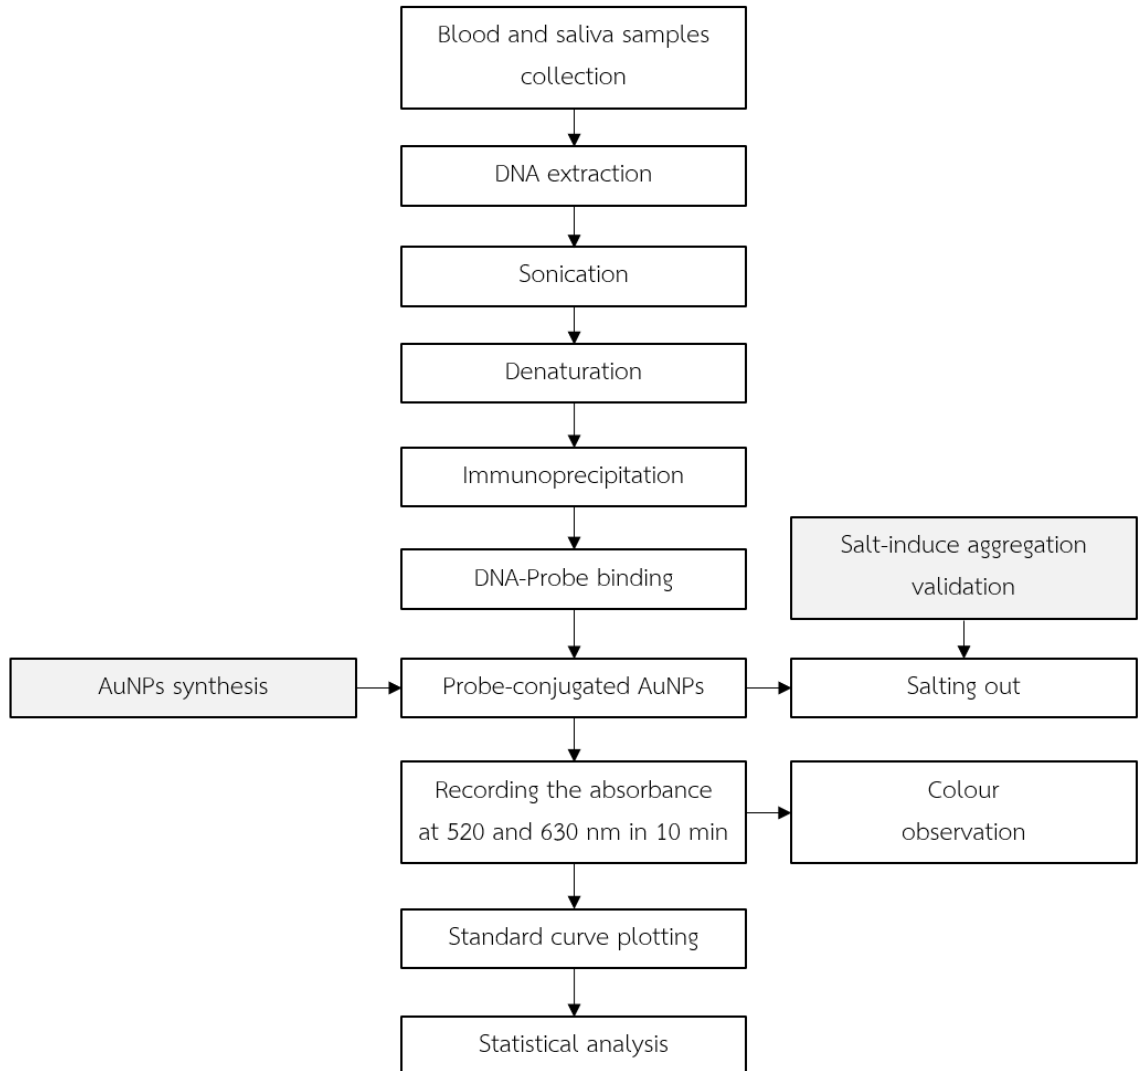 Blood and saliva samples
collection
DNA extraction
Sonication
Denaturation
Immunoprecipitation
DNA-Probe binding
Salt-induce aggregation
validation
AuNPs synthesis
Probe-conjugated AuNPs
Salting out
Recording the absorbance
at 520 and 630 nm in 10 min
Colour
observation
Standard curve plotting
Statistical analysis